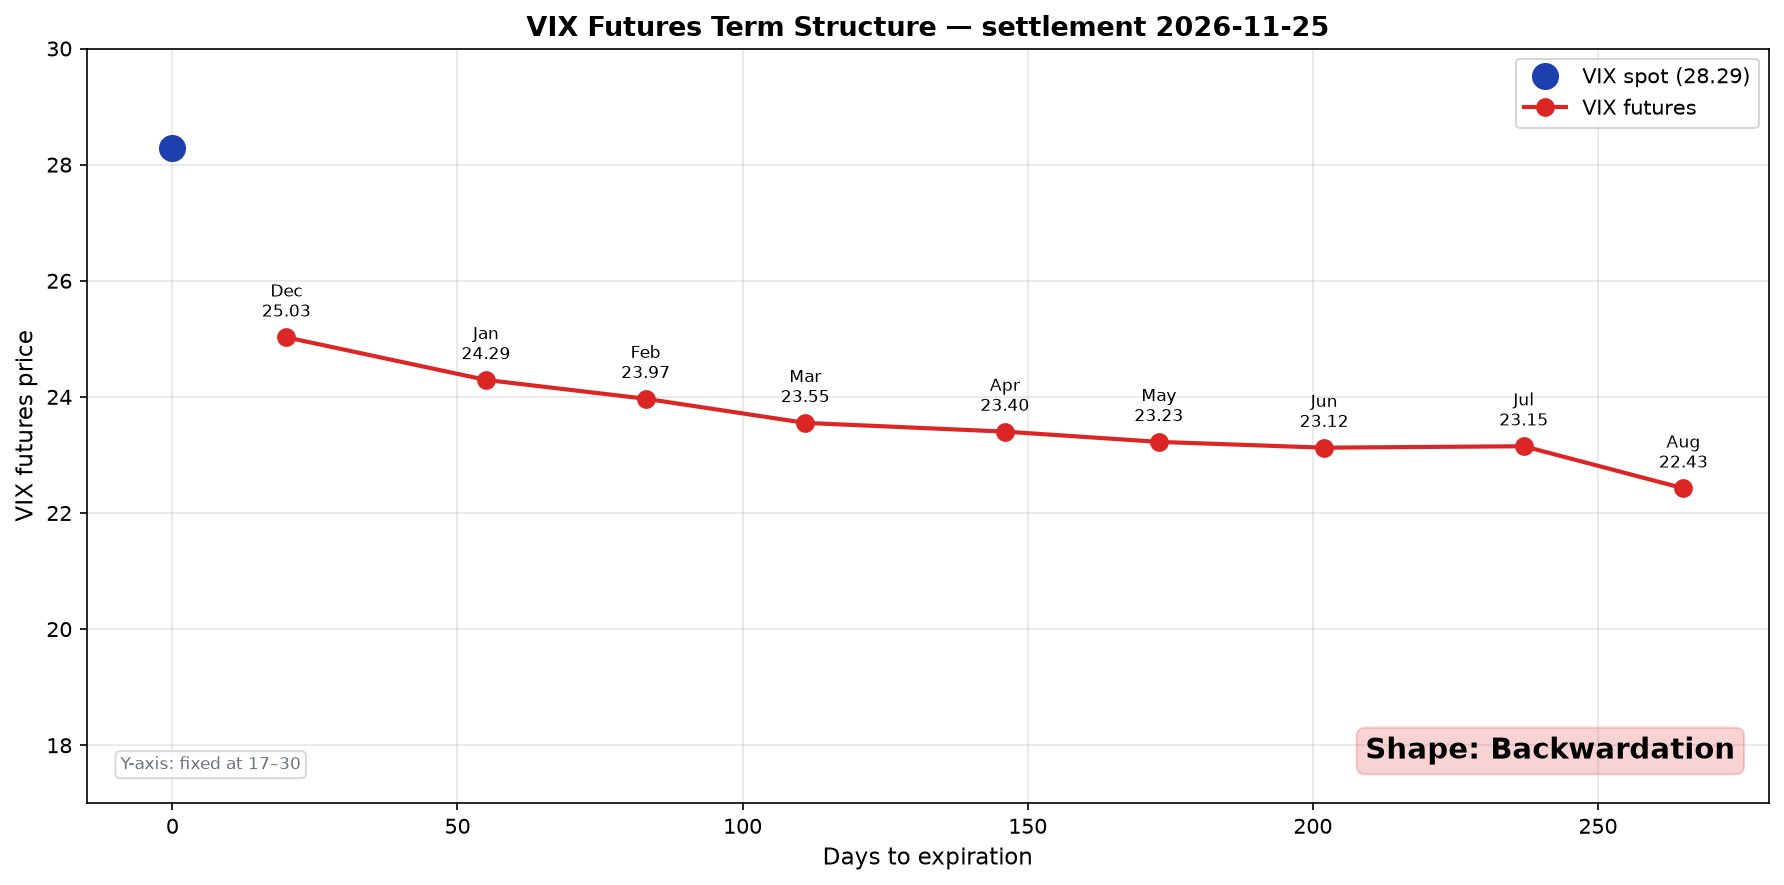 VIX Futures Term Structure — settlement 2026-11-25
VIX spot (28.29)
VIX futures
VIX futures price
30
28
26
24
22
20
18
Dec
25.03
Jan
24.29
Feb
23.97
Mar
23.55
Apr
23.40
May
23.23
Jun
23.12
Jul
23.15
Aug
22.43
Y-axis: fixed at 17–30
Shape: Backwardation
0
50
100
150
200
250
Days to expiration